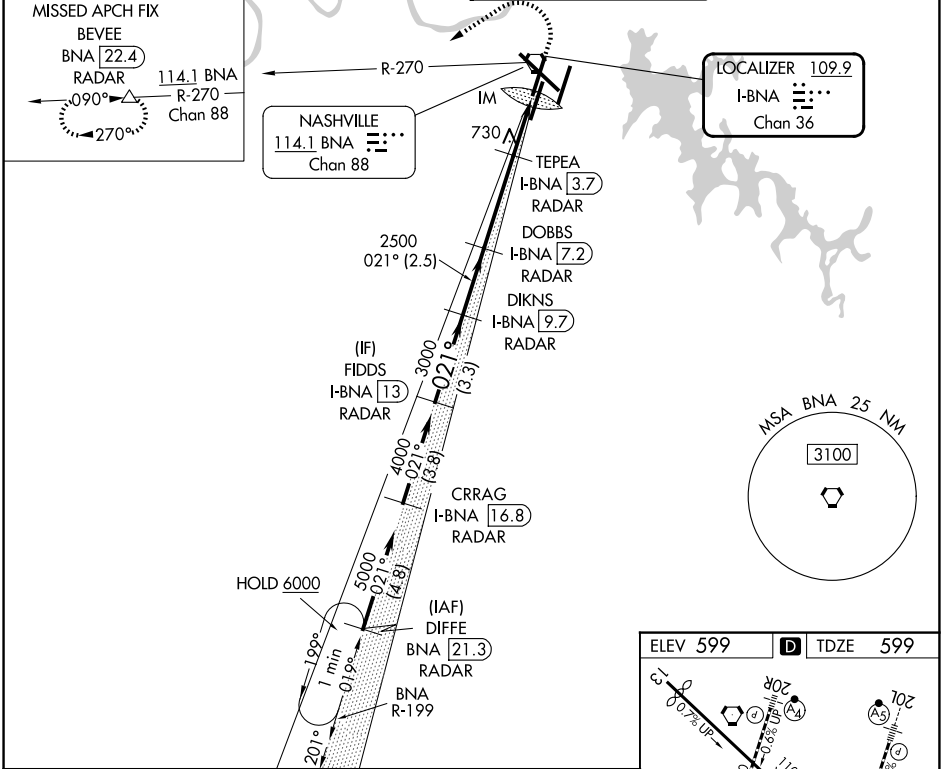 MISSED APCH FIX
BEVEE
BNA 22.4
RADAR
090°
270°
114.1 BNA
R-270
Chan 88
R-270
NASHVILLE
114.1 BNA
Chan 88
LOCALIZER 109.9
I-BNA
Chan 36
IM
730
TEPEA
I-BNA 3.7
RADAR
DOBBS
I-BNA 7.2
RADAR
2500
021° (2.5)
DIKNS
I-BNA 9.7
RADAR
3000
021°
(3.3)
(IF)
FIDDS
I-BNA 13
RADAR
4000
021°
(3.8)
CRRAG
I-BNA 16.8
RADAR
5000
021°
(4.8)
HOLD 6000
(IAF)
DIFFE
BNA 21.3
RADAR
199°
1 min
019°
BNA
R-199
201°
MSA BNA 25 NM
3100
ELEV 599
D
TDZE 599
13
0.7% UP
P
20R
A4
0.6% UP
20L
A5
P